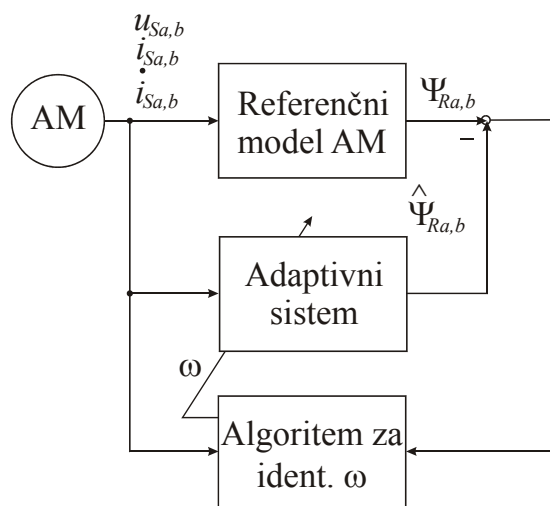 u_{Sa,b}
i_{Sa,b}
i̇_{Sa,b}
AM
Referenčni
model AM
Ψ_{Ra,b}
−
Ψ̂_{Ra,b}
Adaptivni
sistem
ω
Algoritem za
ident. ω